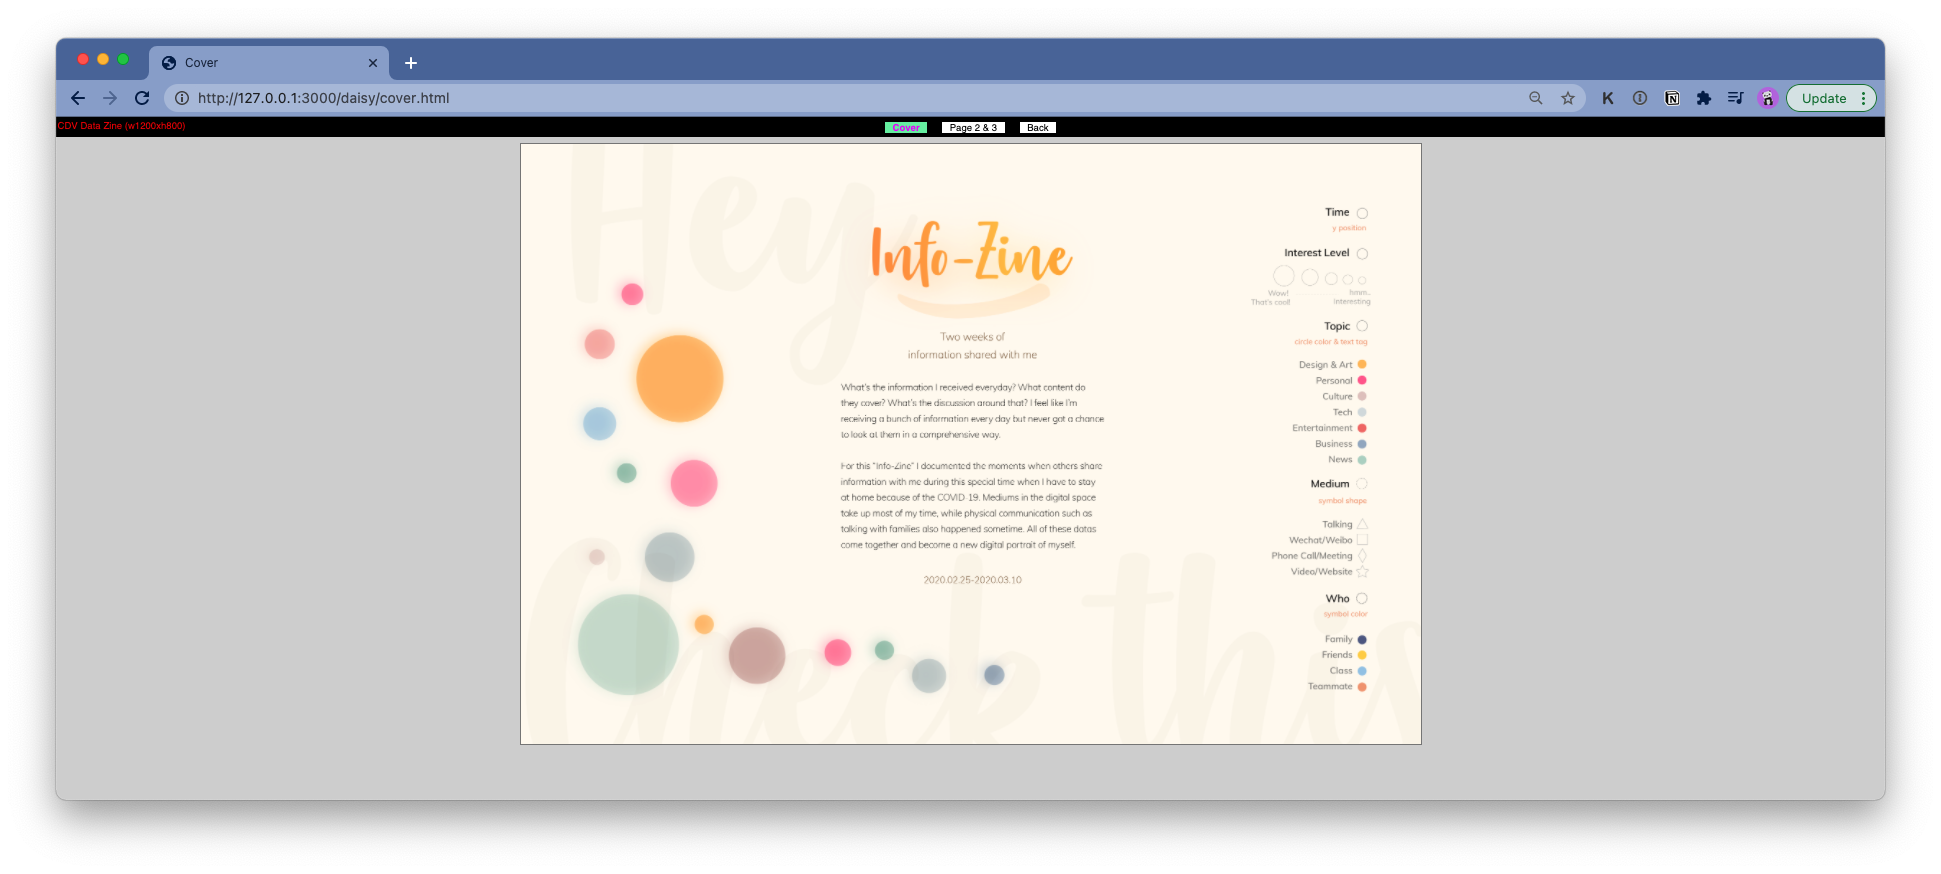 Cover
http://127.0.0.1:3000/daisy/cover.html
K
Update
CDV Data Zine (w1200xh800)
Cover
Page 2 & 3
Back
Hey,
Info-Zine
Two weeks of
information shared with me
What's the information I received everyday? What content do
they cover? What's the discussion around that? I feel like I'm
receiving a bunch of information every day but never got a chance
to look at them in a comprehensive way.
For this "Info-Zine" I documented the moments when others share
information with me during this special time when I have to stay
at home because of the COVID-19. Mediums in the digital space
take up most of my time, while physical communication such as
talking with families also happened sometime. All of these datas
come together and become a new digital portrait of myself.
2020.02.25-2020.03.10
Check this
Time
y position
Interest Level
Wow!
That's cool!
hmm..
Interesting
Topic
circle color & text tag
Design & Art
Personal
Culture
Tech
Entertainment
Business
News
Medium
symbol shape
Talking
Wechat/Weibo
Phone Call/Meeting
Video/Website
Who
symbol color
Family
Friends
Class
Teammate